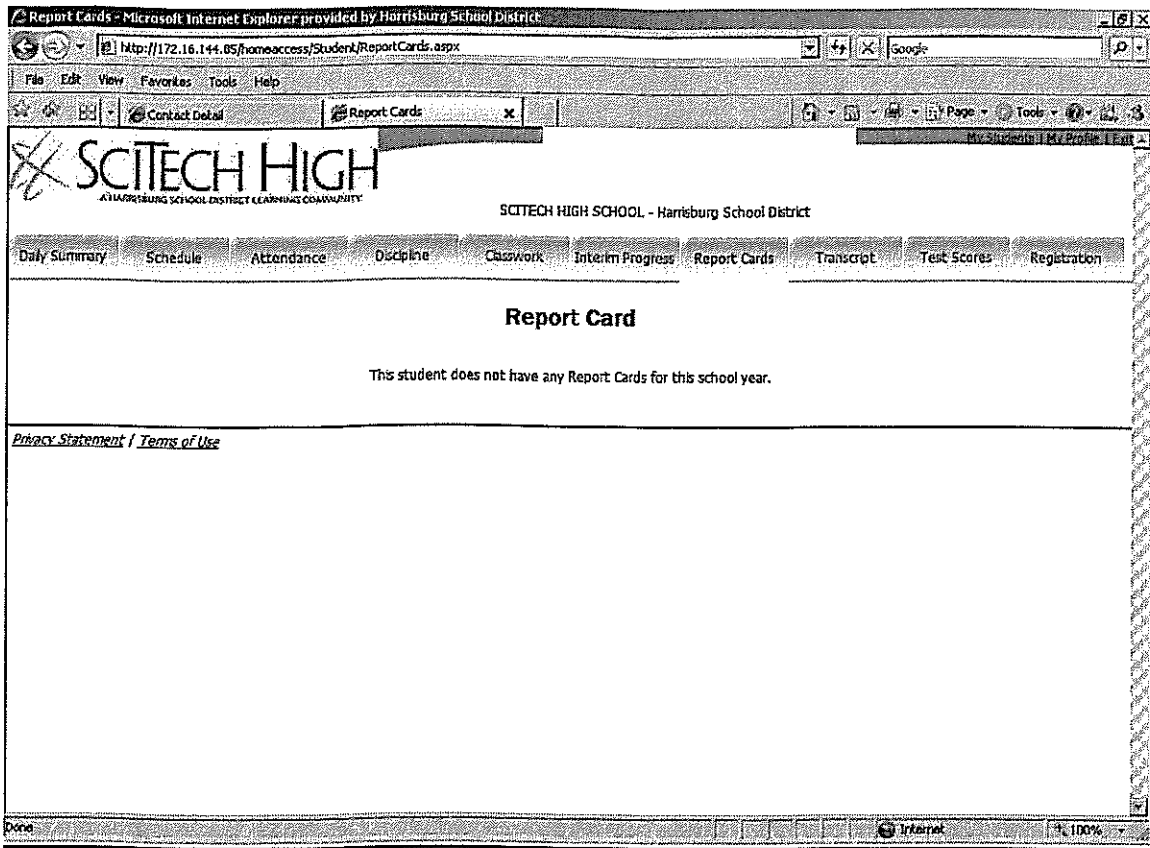 Report Cards - Microsoft Internet Explorer provided by Harrisburg School District
http://172.16.144.85/homeaccess/Student/ReportCards.aspx
Google
File Edit View Favorites Tools Help
Contact Detail Report Cards Page Tools
My Students | My Profile | Exit
SCITECH HIGH
A HARRISBURG SCHOOL DISTRICT LEARNING COMMUNITY
SCITECH HIGH SCHOOL - Harrisburg School District
Daily Summary Schedule Attendance Discipline Classwork Interim Progress Report Cards Transcript Test Scores Registration
Report Card
This student does not have any Report Cards for this school year.
Privacy Statement / Terms of Use
Done Internet 100%